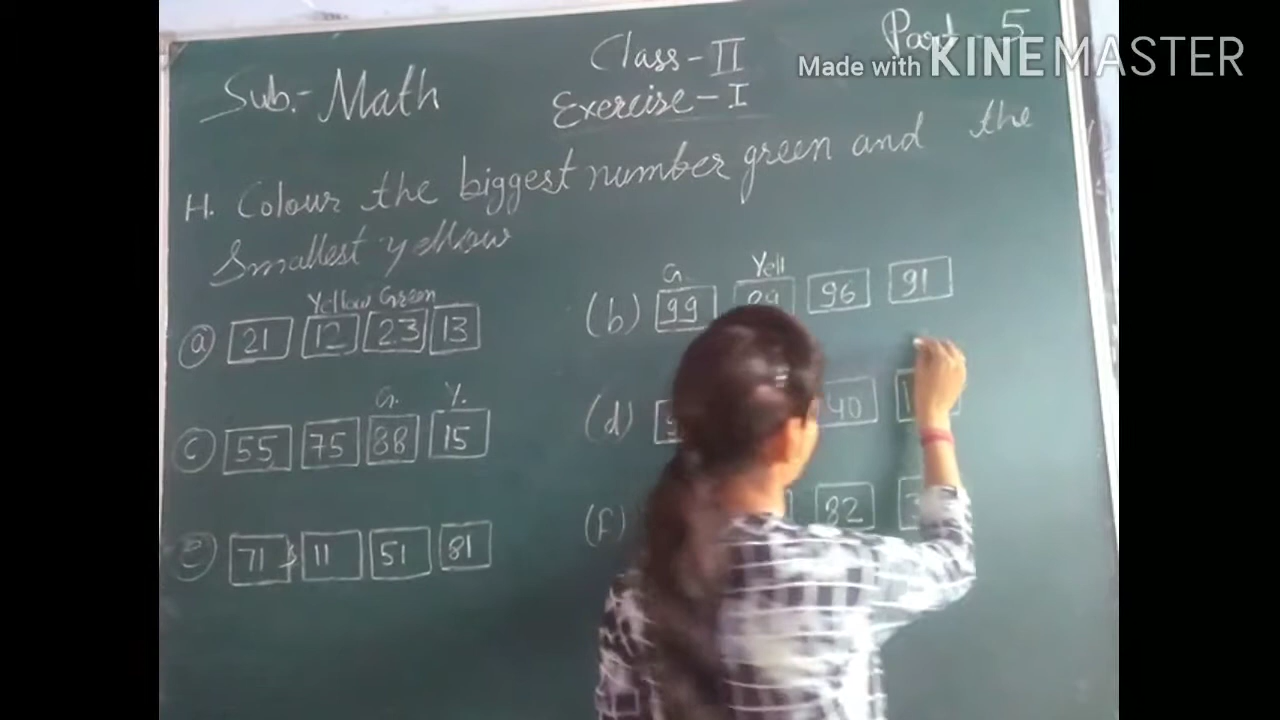 Part - 5
Made with KINEMASTER
Class - II
Sub.- Math
Exercise - I
H. Colour the biggest number green and the
Smallest yellow
Yellow Green
(a) 21 12 23 13
G. Yell
(b) 99 89 96 91
G. Y.
(c) 55 75 88 15
(d) 40
(e) 71 11 51 81
(f) 82